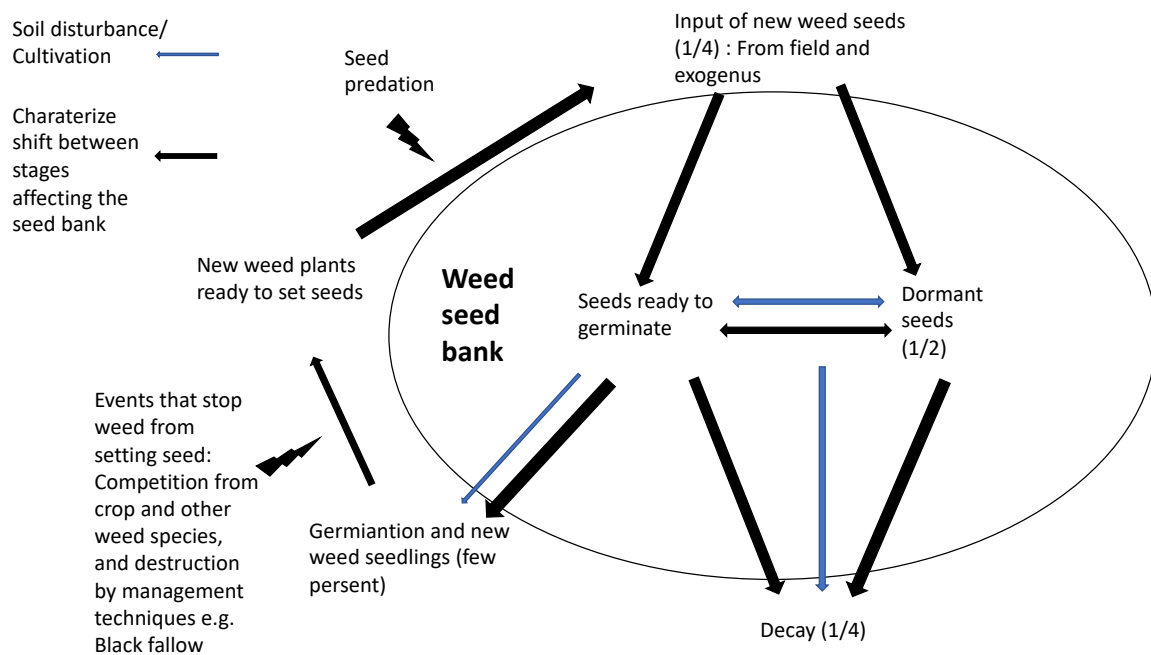 Soil disturbance/
Cultivation
Charaterize
shift between
stages
affecting the
seed bank
Seed
predation
Input of new weed seeds
(1/4) : From field and
exogenus
New weed plants
ready to set seeds
Weed
seed
bank
Seeds ready to
germinate
Dormant
seeds
(1/2)
Events that stop
weed from
setting seed:
Competition from
crop and other
weed species,
and destruction
by management
techniques e.g.
Black fallow
Germiantion and new
weed seedlings (few
persent)
Decay (1/4)